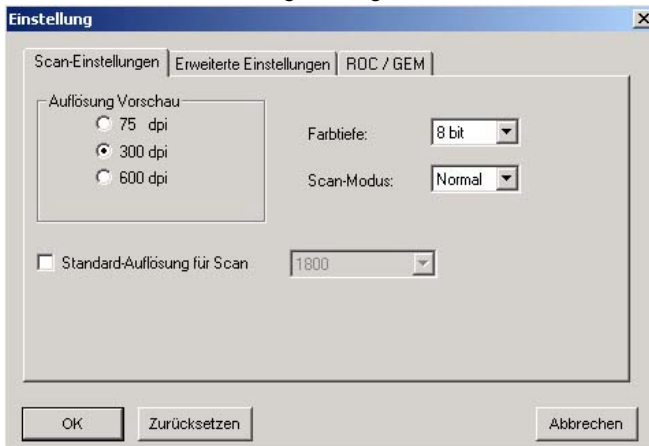 Einstellung
Scan-Einstellungen Erweiterte Einstellungen ROC / GEM
Auflösung Vorschau
75 dpi
300 dpi
600 dpi
Farbtiefe: 8 bit
Scan-Modus: Normal
Standard-Auflösung für Scan 1800
OK Zurücksetzen Abbrechen